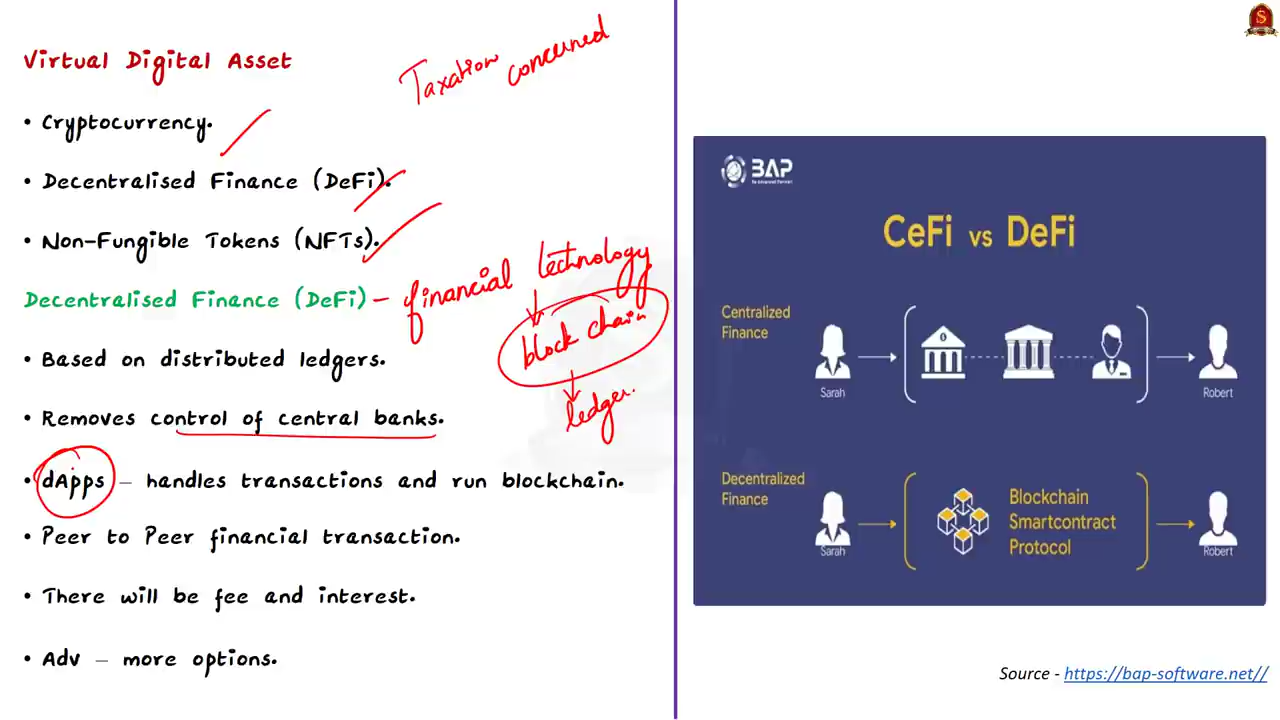 Virtual Digital Asset
Taxation concerned
• Cryptocurrency.
• Decentralised Finance (DeFi).
• Non-Fungible Tokens (NFTs).
Decentralised Finance (DeFi) – financial technology
block chain
ledger.
• Based on distributed ledgers.
• Removes control of central banks.
• dApps – handles transactions and run blockchain.
• Peer to Peer financial transaction.
• There will be fee and interest.
• Adv – more options.
S
BAP
CeFi vs DeFi
Centralized
Finance
Sarah
Robert
Decentralized
Finance
Sarah
Blockchain
Smartcontract
Protocol
Robert
Source - https://bap-software.net//